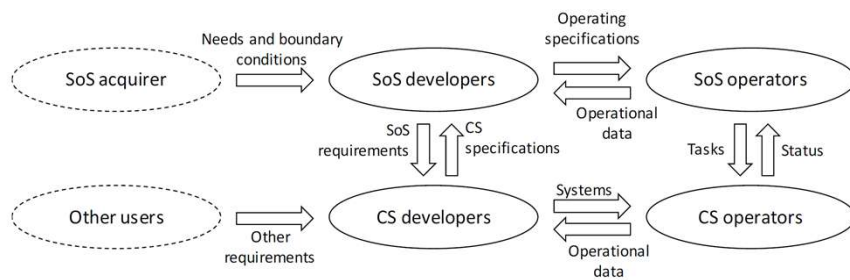 Needs and boundary
conditions
Operating
specifications
SoS acquirer
SoS developers
SoS operators
Operational
data
SoS
requirements
CS
specifications
Tasks
Status
Systems
Other users
CS developers
CS operators
Other
requirements
Operational
data